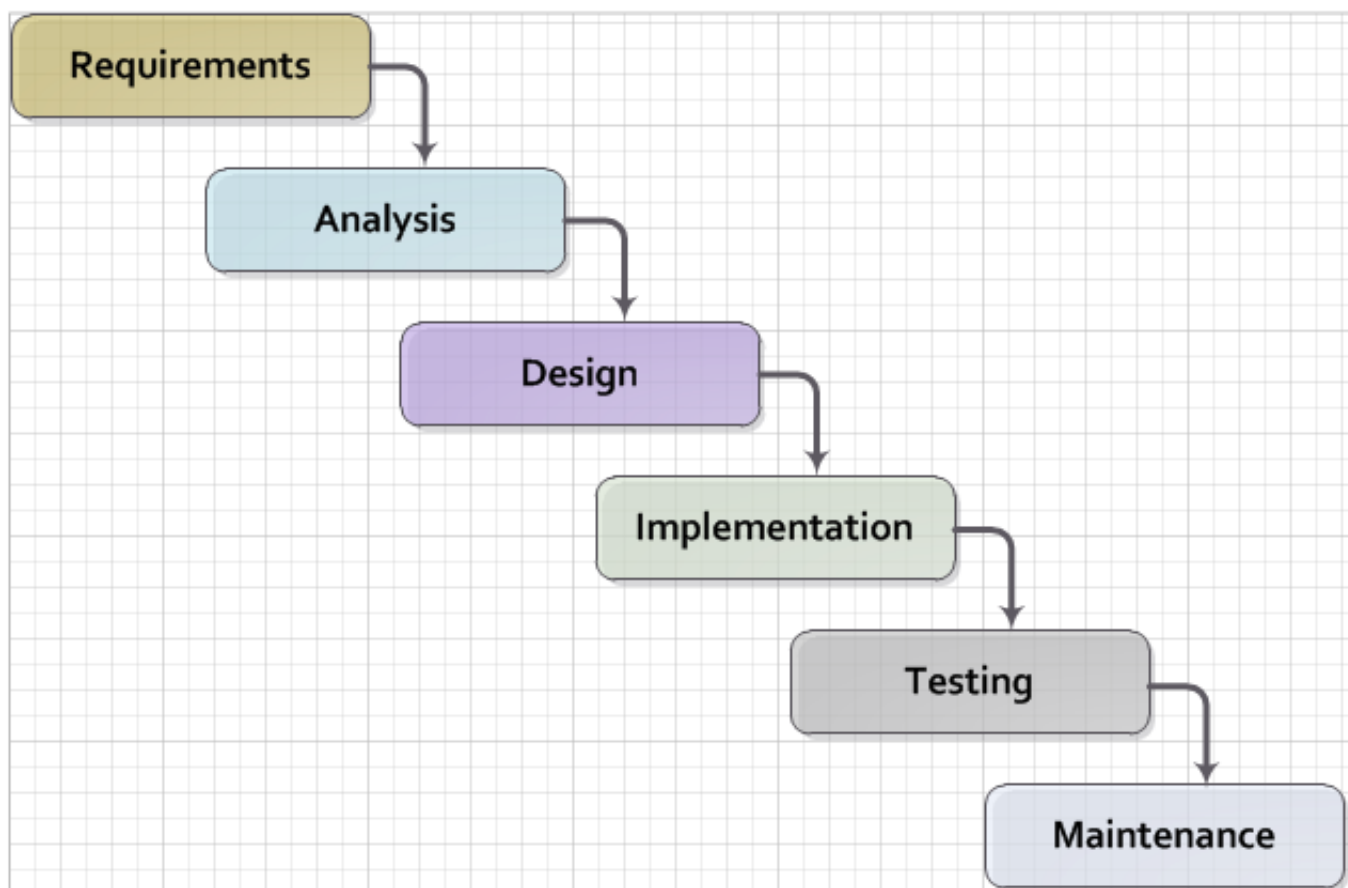 Requirements
Analysis
Design
Implementation
Testing
Maintenance